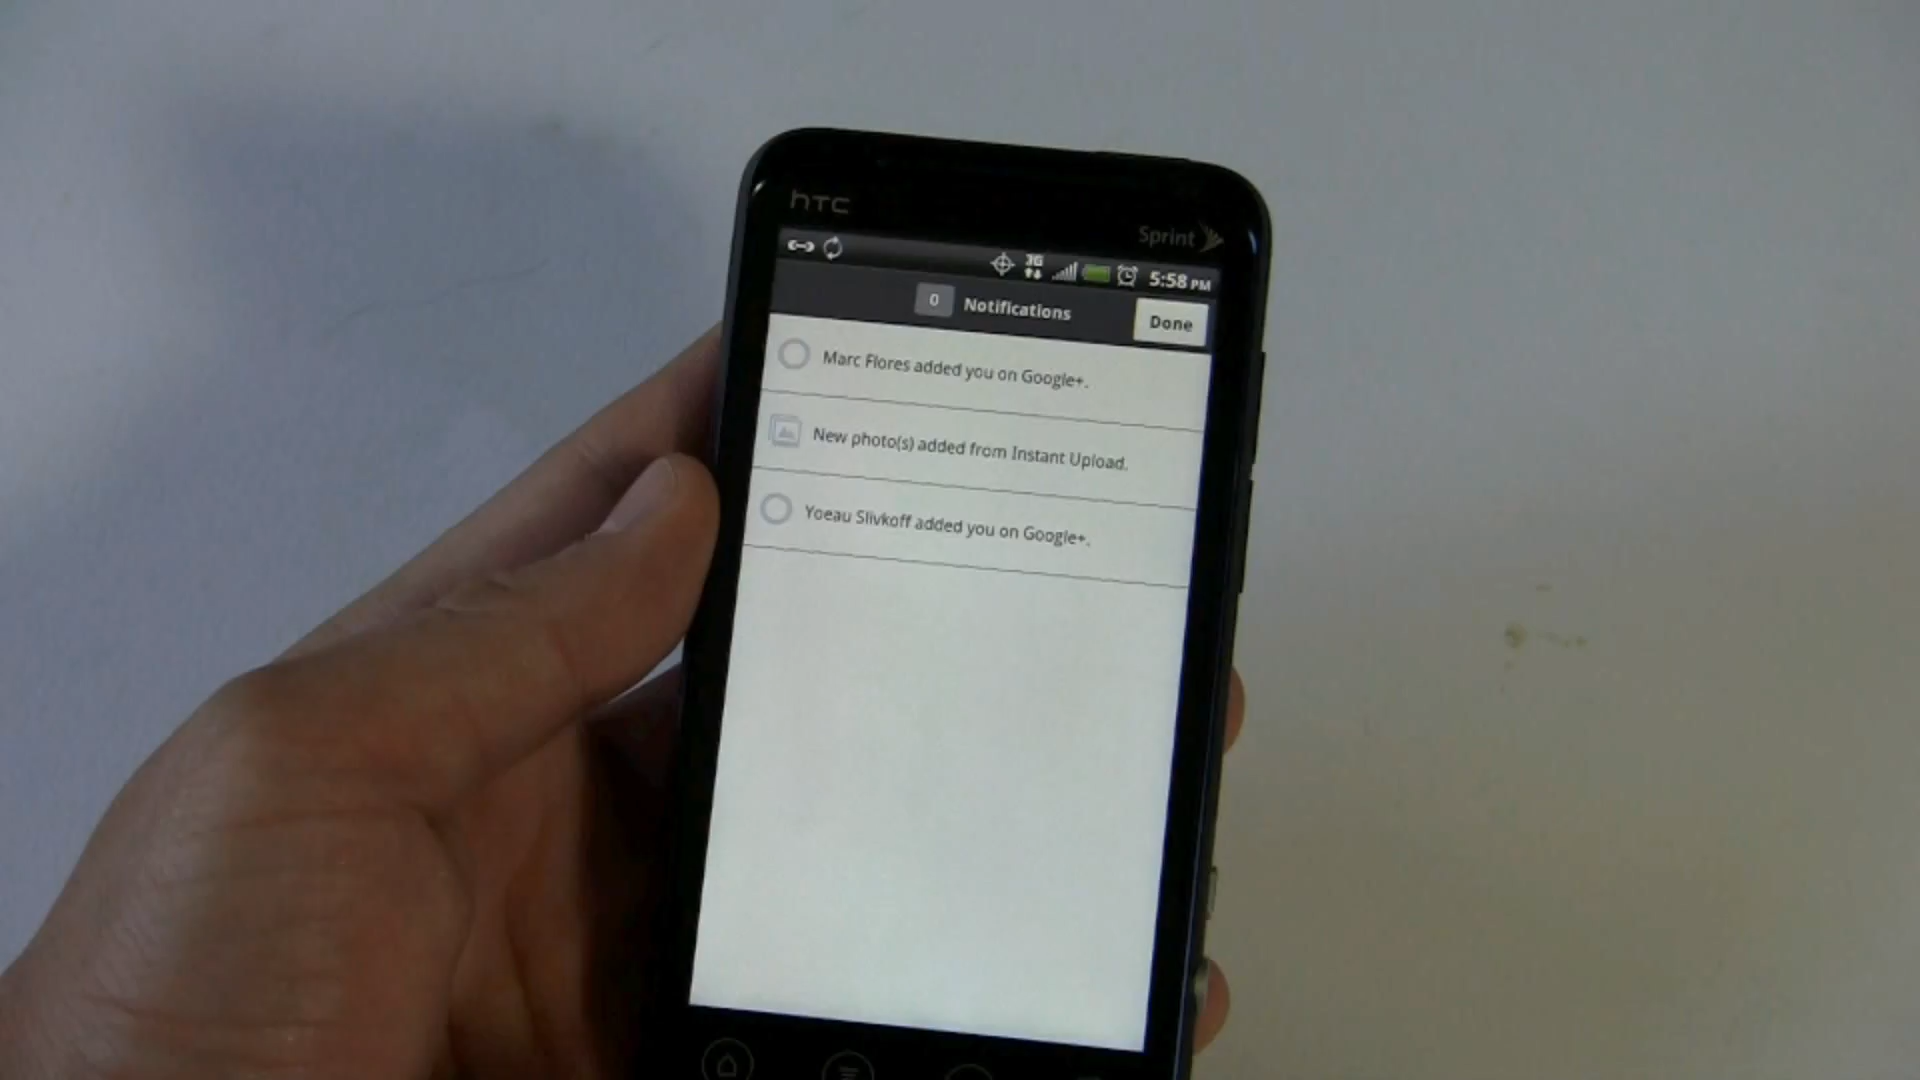 hTC
Sprint
3G
5:58 PM
0 Notifications Done
Marc Flores added you on Google+.
New photo(s) added from Instant Upload.
Yoeau Slivkoff added you on Google+.